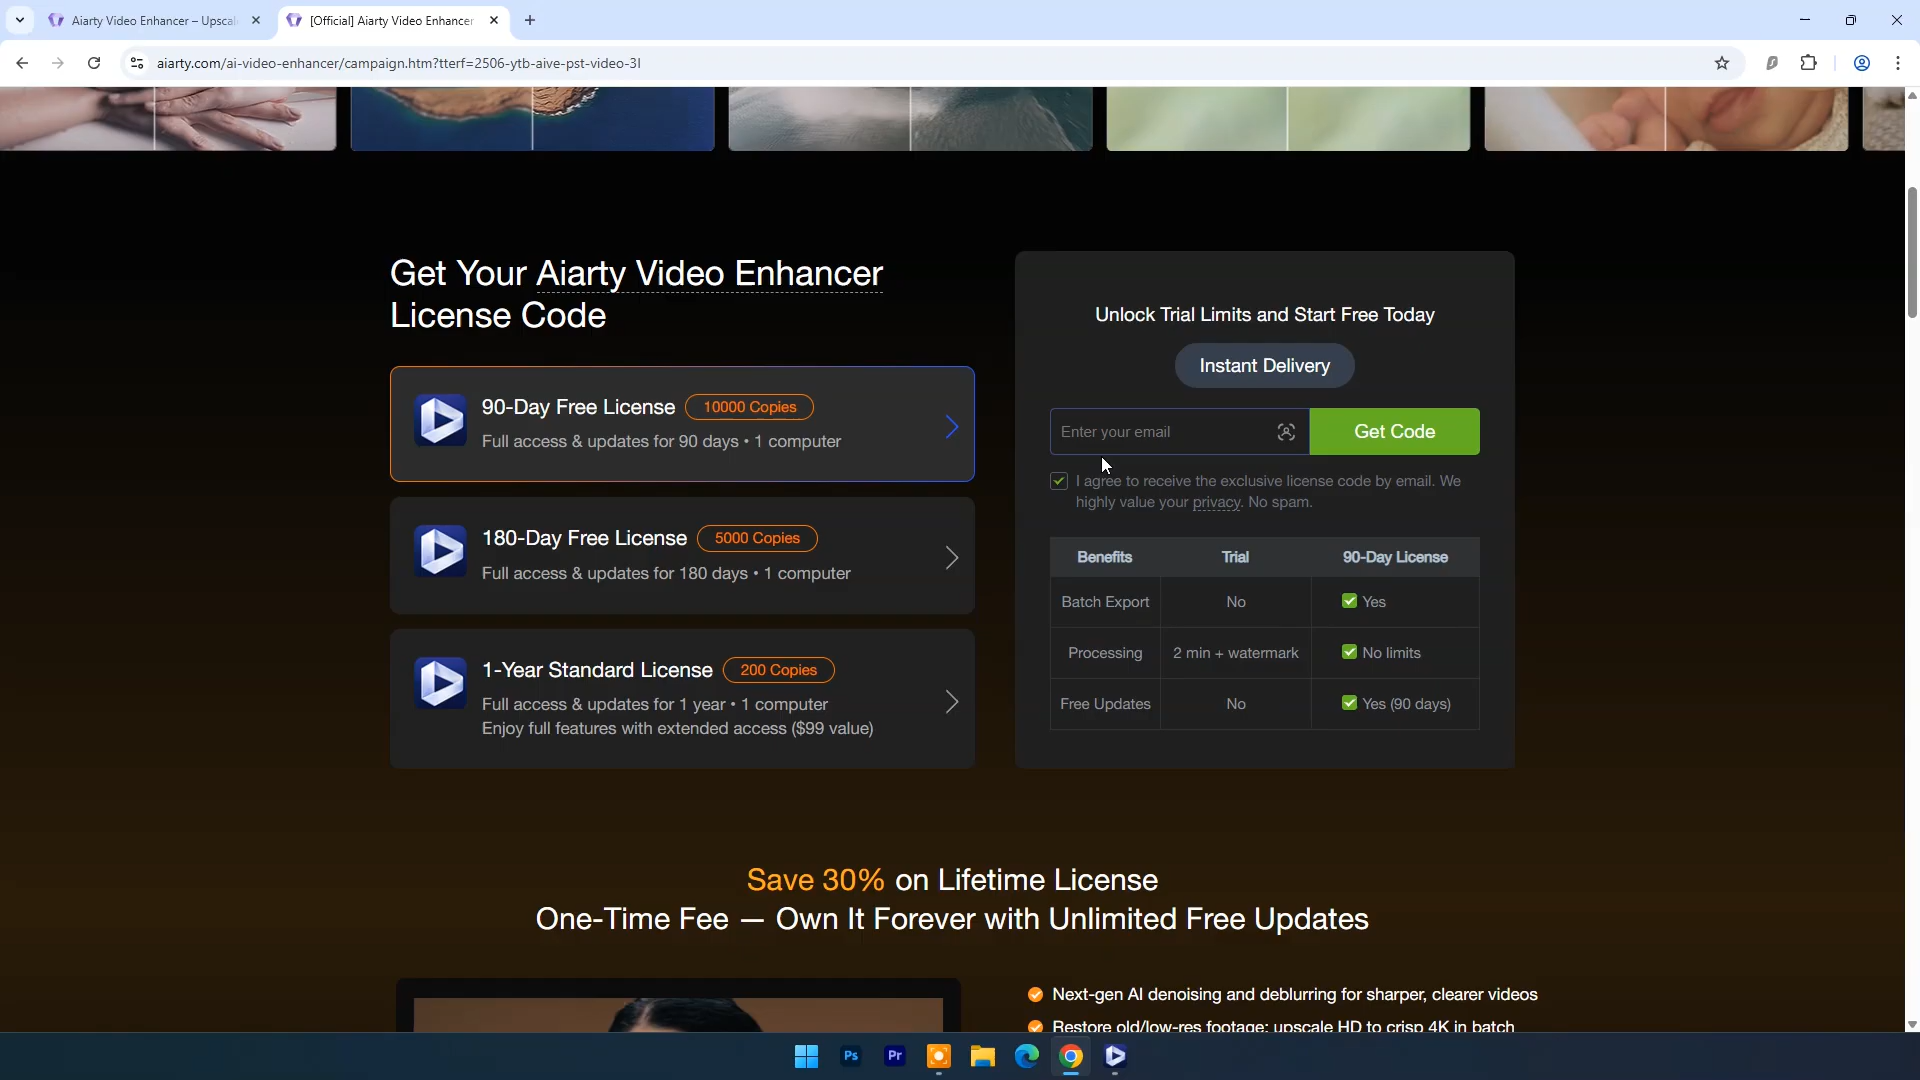 Aiarty Video Enhancer – Upscal
[Official] Aiarty Video Enhancer
aiarty.com/ai-video-enhancer/campaign.htm?tterf=2506-ytb-aive-pst-video-3l
Get Your Aiarty Video Enhancer
License Code
90-Day Free License 10000 Copies
Full access & updates for 90 days • 1 computer
180-Day Free License 5000 Copies
Full access & updates for 180 days • 1 computer
1-Year Standard License 200 Copies
Full access & updates for 1 year • 1 computer
Enjoy full features with extended access ($99 value)
Unlock Trial Limits and Start Free Today
Instant Delivery
Enter your email Get Code
I agree to receive the exclusive license code by email. We
highly value your privacy. No spam.
Benefits Trial 90-Day License
Batch Export No Yes
Processing 2 min + watermark No limits
Free Updates No Yes (90 days)
Save 30% on Lifetime License
One-Time Fee — Own It Forever with Unlimited Free Updates
Next-gen AI denoising and deblurring for sharper, clearer videos
Restore old/low-res footage: upscale HD to crisp 4K in batch
Ps Pr